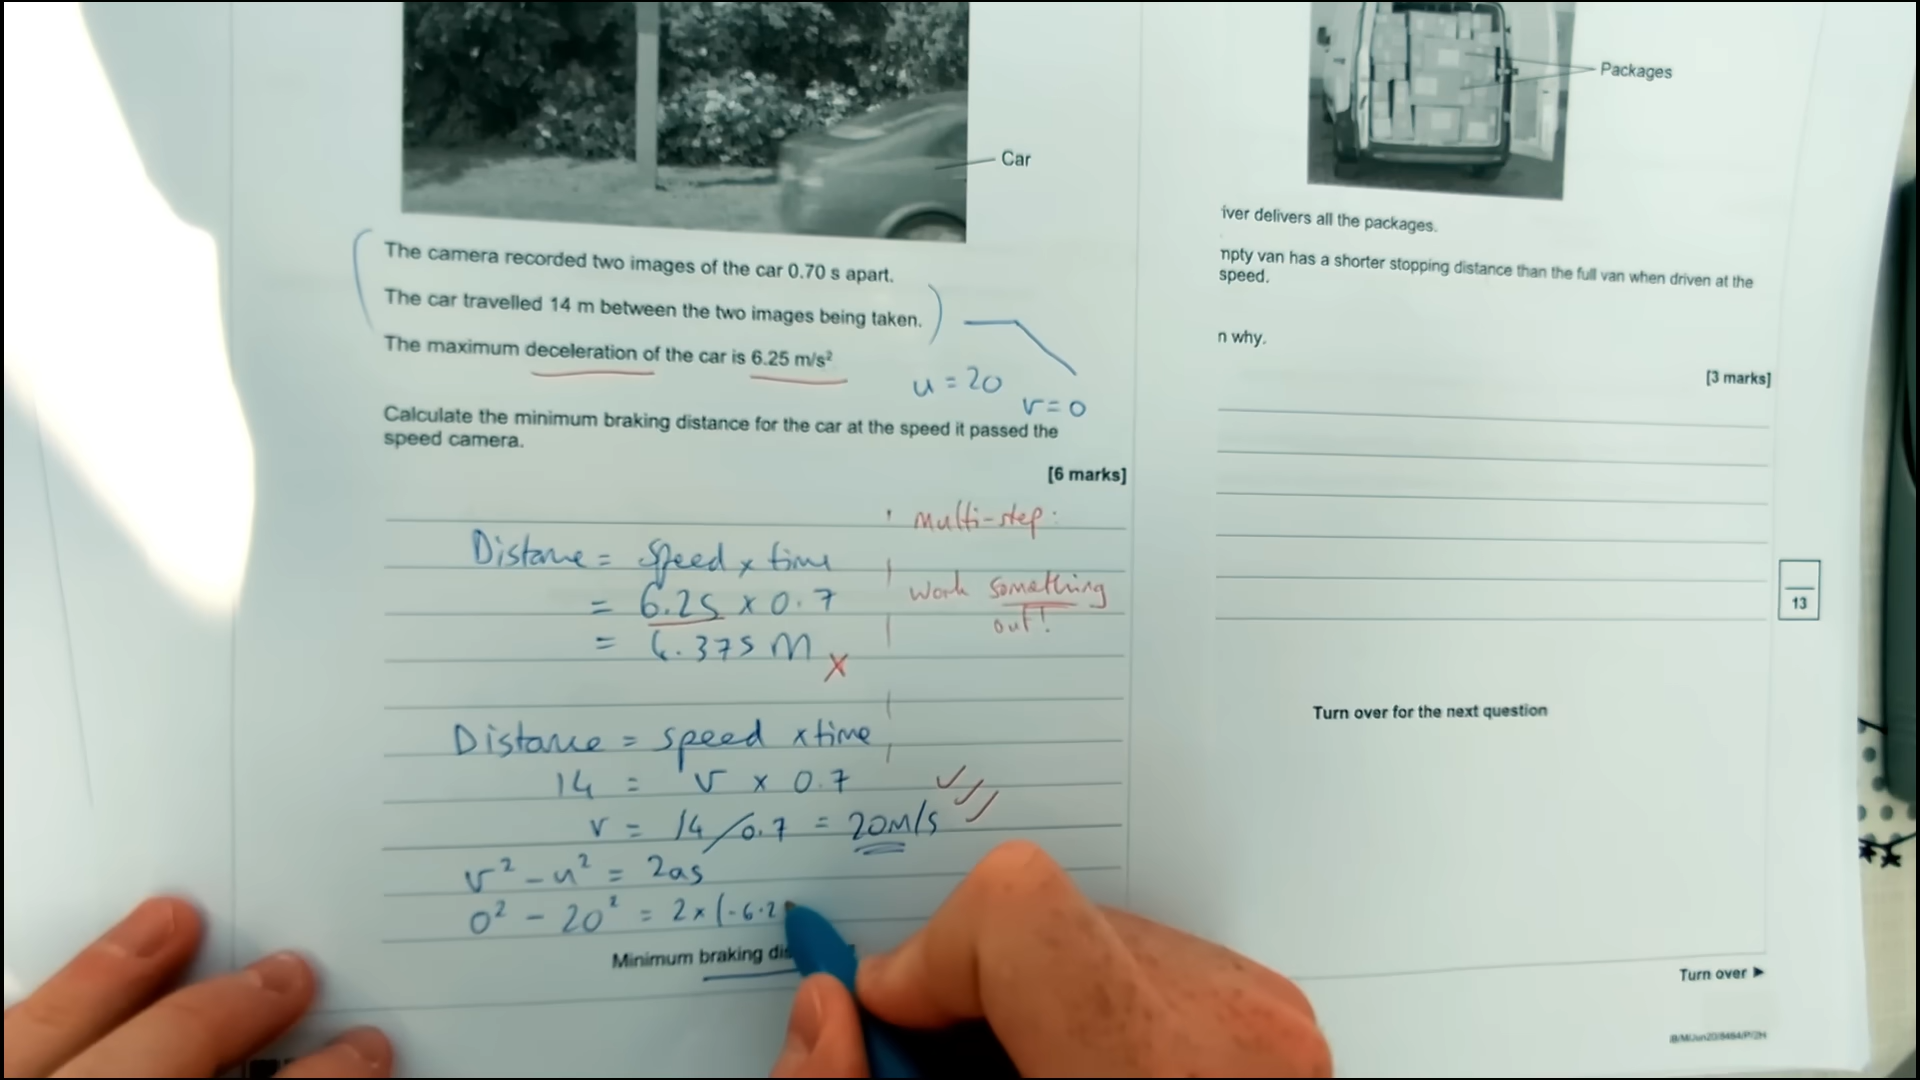 Car
The camera recorded two images of the car 0.70 s apart.
The car travelled 14 m between the two images being taken.
The maximum deceleration of the car is 6.25 m/s²
u = 20
v = 0
Calculate the minimum braking distance for the car at the speed it passed the
speed camera.
[6 marks]
multi-step:
work something
out!
Distance = speed × time
= 6.25 × 0.7
= 4.375 m ×
Distance = speed × time
14 = v × 0.7
v = 14/0.7 = 20m/s
v² - u² = 2as
0² - 20² = 2 × (-6.2
Minimum braking dis
Packages
iver delivers all the packages.
mpty van has a shorter stopping distance than the full van when driven at the
speed.
n why.
[3 marks]
13
Turn over for the next question
Turn over ►